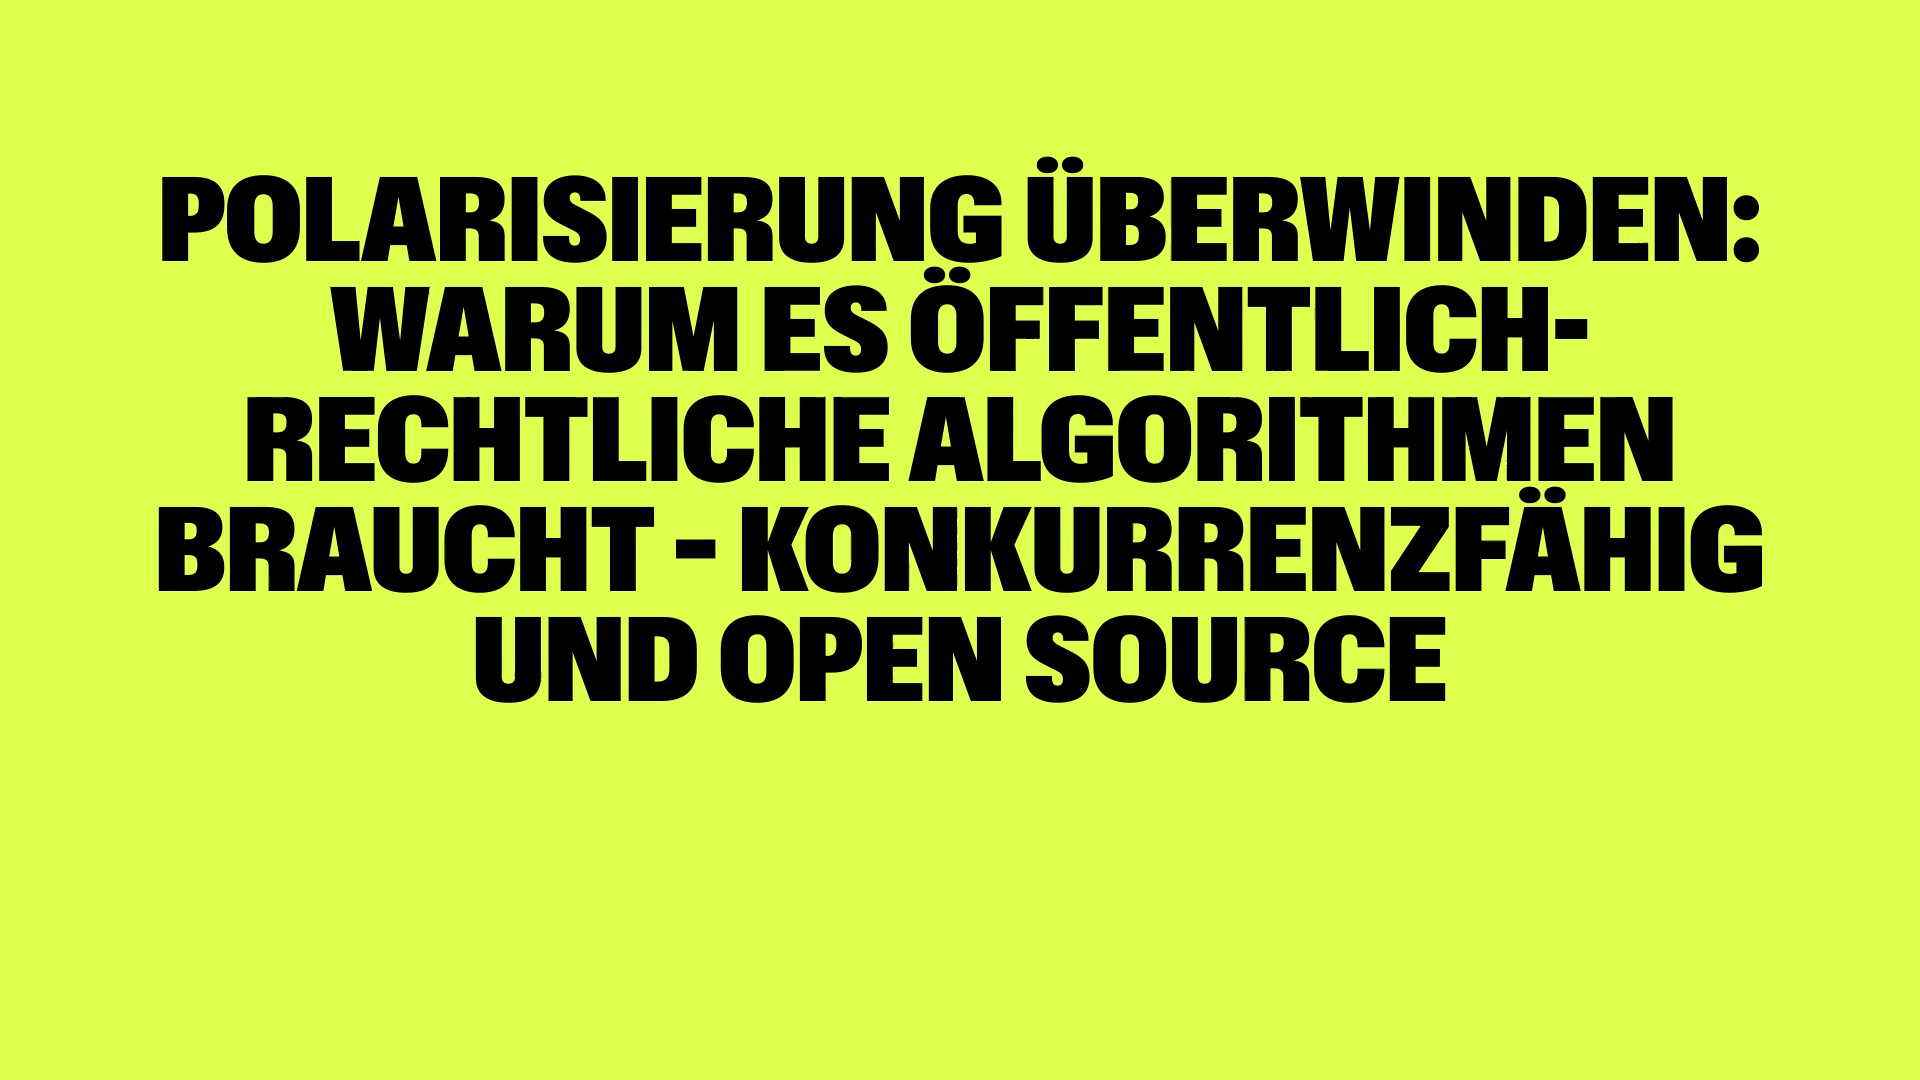 POLARISIERUNG ÜBERWINDEN:
WARUM ES ÖFFENTLICH-
RECHTLICHE ALGORITHMEN
BRAUCHT - KONKURRENZFÄHIG
UND OPEN SOURCE